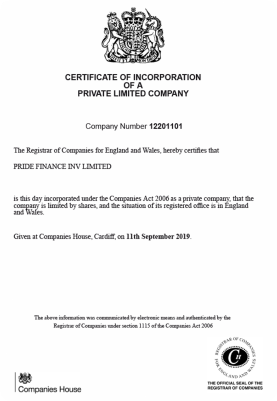 CERTIFICATE OF INCORPORATION
OF A
PRIVATE LIMITED COMPANY
Company Number 12201101
The Registrar of Companies for England and Wales, hereby certifies that
PRIDE FINANCE INV LIMITED
is this day incorporated under the Companies Act 2006 as a private company, that the
company is limited by shares, and the situation of its registered office is in England
and Wales.
Given at Companies House, Cardiff, on 11th September 2019.
The above information was communicated by electronic means and authenticated by the
Registrar of Companies under section 1115 of the Companies Act 2006
Companies House
REGISTRAR OF COMPANIES
FOR ENGLAND AND WALES
CH
THE OFFICIAL SEAL OF THE
REGISTRAR OF COMPANIES